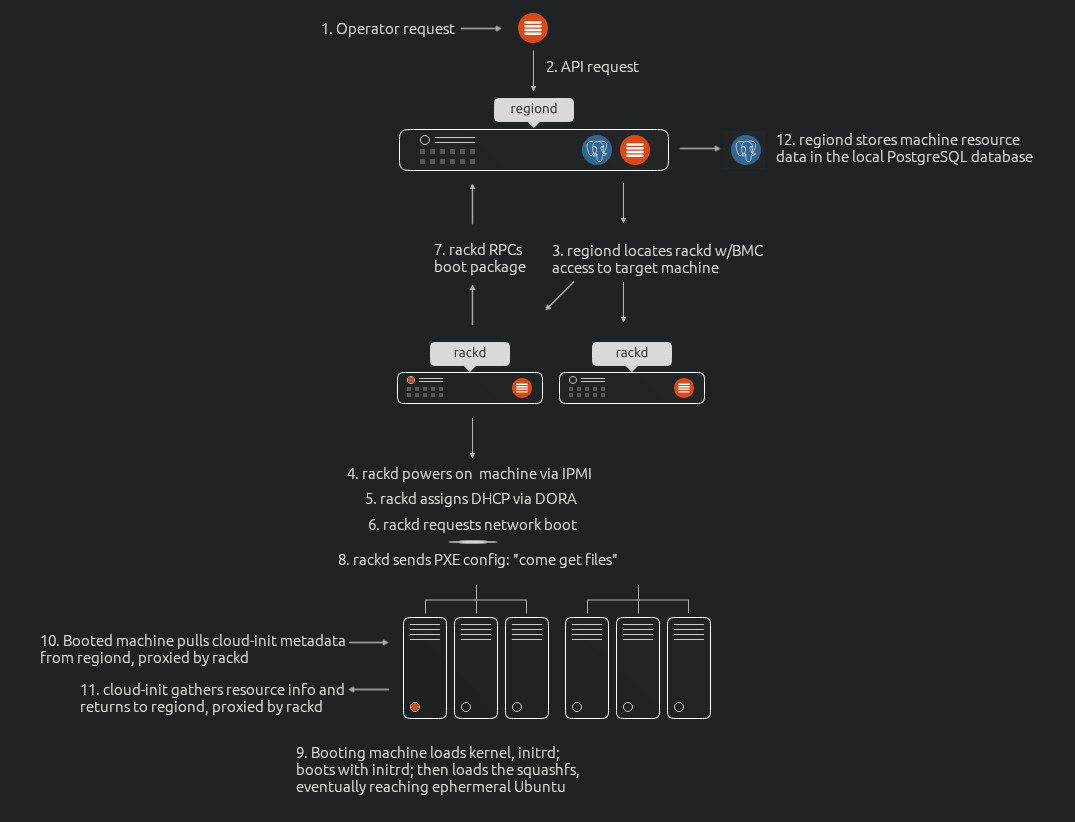 1. Operator request
2. API request
regiond
12. regiond stores machine resource
data in the local PostgreSQL database
7. rackd RPCs
boot package
3. regiond locates rackd w/BMC
access to target machine
rackd
rackd
4. rackd powers on machine via IPMI
5. rackd assigns DHCP via DORA
6. rackd requests network boot
8. rackd sends PXE config: "come get files"
10. Booted machine pulls cloud-init metadata
from regiond, proxied by rackd
11. cloud-init gathers resource info and
returns to regiond, proxied by rackd
9. Booting machine loads kernel, initrd;
boots with initrd; then loads the squashfs,
eventually reaching ephermeral Ubuntu